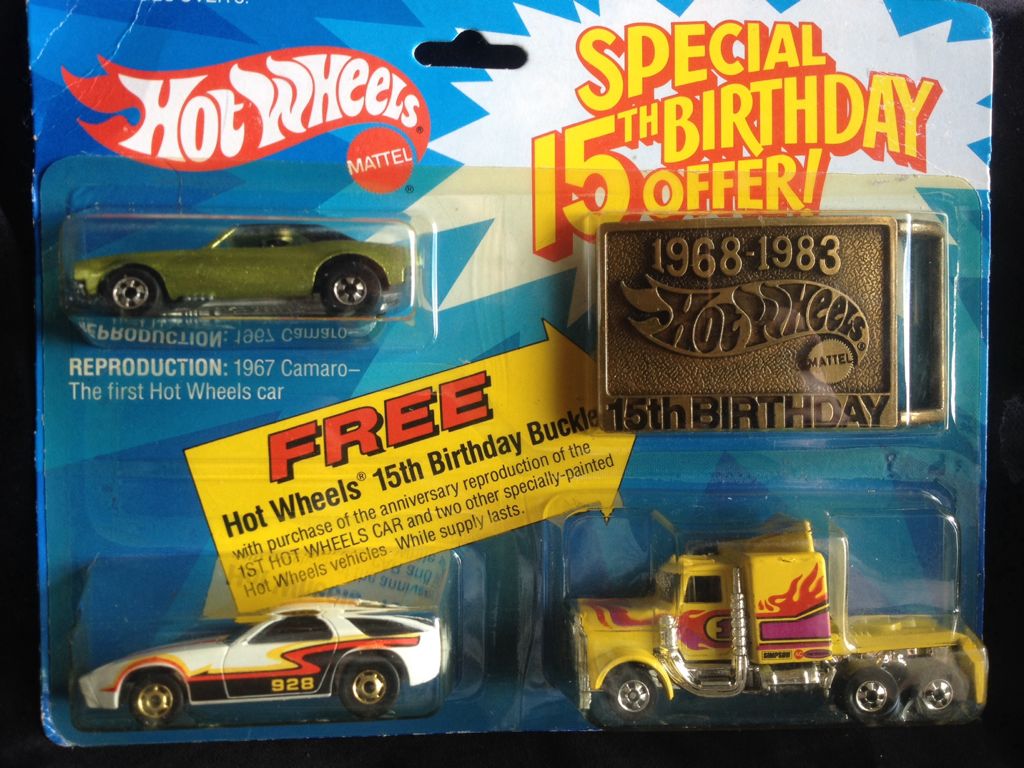 Hot Wheels®
MATTEL
®
SPECIAL
15TH BIRTHDAY
OFFER!
1968-1983
Hot Wheels®
MATTEL
15th BIRTHDAY
REPRODUCTION: 1967 Camaro–
REPRODUCTION: 1967 Camaro–
The first Hot Wheels car
FREE
Hot Wheels® 15th Birthday Buckle
with purchase of the anniversary reproduction of the
1ST HOT WHEELS CAR and two other specially-painted
Hot Wheels vehicles. While supply lasts.
928
3
SIMPSON